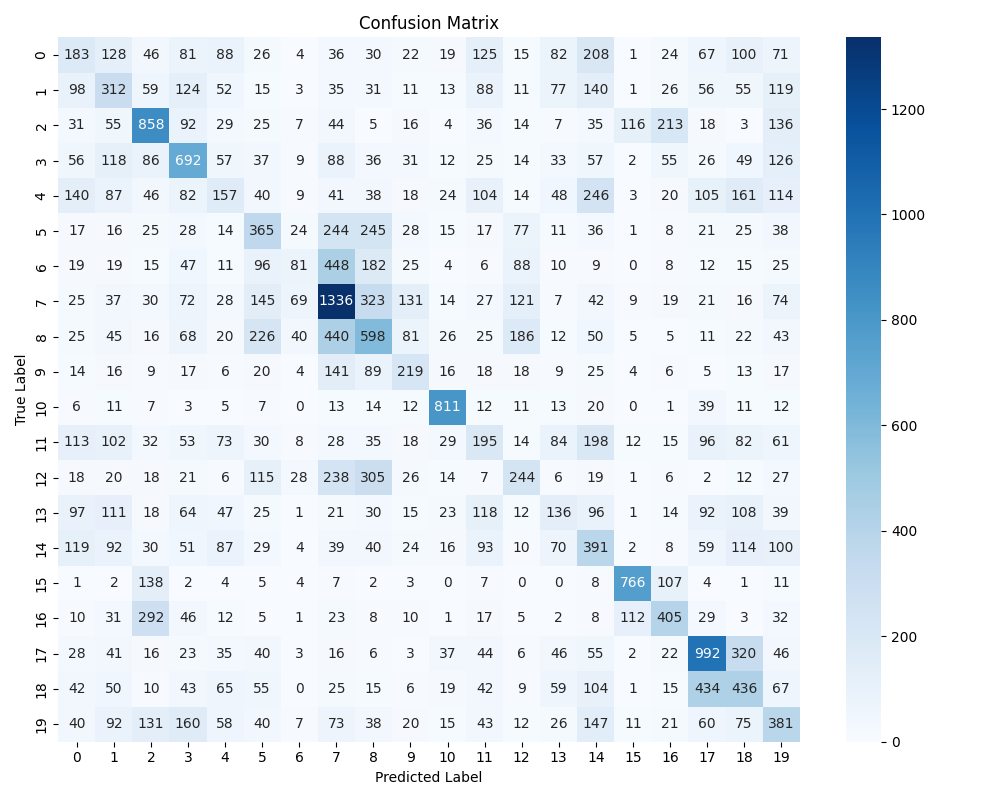 Confusion Matrix
0 183 128 46 81 88 26 4 36 30 22 19 125 15 82 208 1 24 67 100 71
1 98 312 59 124 52 15 3 35 31 11 13 88 11 77 140 1 26 56 55 119
2 31 55 858 92 29 25 7 44 5 16 4 36 14 7 35 116 213 18 3 136
3 56 118 86 692 57 37 9 88 36 31 12 25 14 33 57 2 55 26 49 126
4 140 87 46 82 157 40 9 41 38 18 24 104 14 48 246 3 20 105 161 114
5 17 16 25 28 14 365 24 244 245 28 15 17 77 11 36 1 8 21 25 38
6 19 19 15 47 11 96 81 448 182 25 4 6 88 10 9 0 8 12 15 25
7 25 37 30 72 28 145 69 1336 323 131 14 27 121 7 42 9 19 21 16 74
8 25 45 16 68 20 226 40 440 598 81 26 25 186 12 50 5 5 11 22 43
9 14 16 9 17 6 20 4 141 89 219 16 18 18 9 25 4 6 5 13 17
10 6 11 7 3 5 7 0 13 14 12 811 12 11 13 20 0 1 39 11 12
11 113 102 32 53 73 30 8 28 35 18 29 195 14 84 198 12 15 96 82 61
12 18 20 18 21 6 115 28 238 305 26 14 7 244 6 19 1 6 2 12 27
13 97 111 18 64 47 25 1 21 30 15 23 118 12 136 96 1 14 92 108 39
14 119 92 30 51 87 29 4 39 40 24 16 93 10 70 391 2 8 59 114 100
15 1 2 138 2 4 5 4 7 2 3 0 7 0 0 8 766 107 4 1 11
16 10 31 292 46 12 5 1 23 8 10 1 17 5 2 8 112 405 29 3 32
17 28 41 16 23 35 40 3 16 6 3 37 44 6 46 55 2 22 992 320 46
18 42 50 10 43 65 55 0 25 15 6 19 42 9 59 104 1 15 434 436 67
19 40 92 131 160 58 40 7 73 38 20 15 43 12 26 147 11 21 60 75 381
0 1 2 3 4 5 6 7 8 9 10 11 12 13 14 15 16 17 18 19
Predicted Label
True Label
1200
1000
800
600
400
200
0